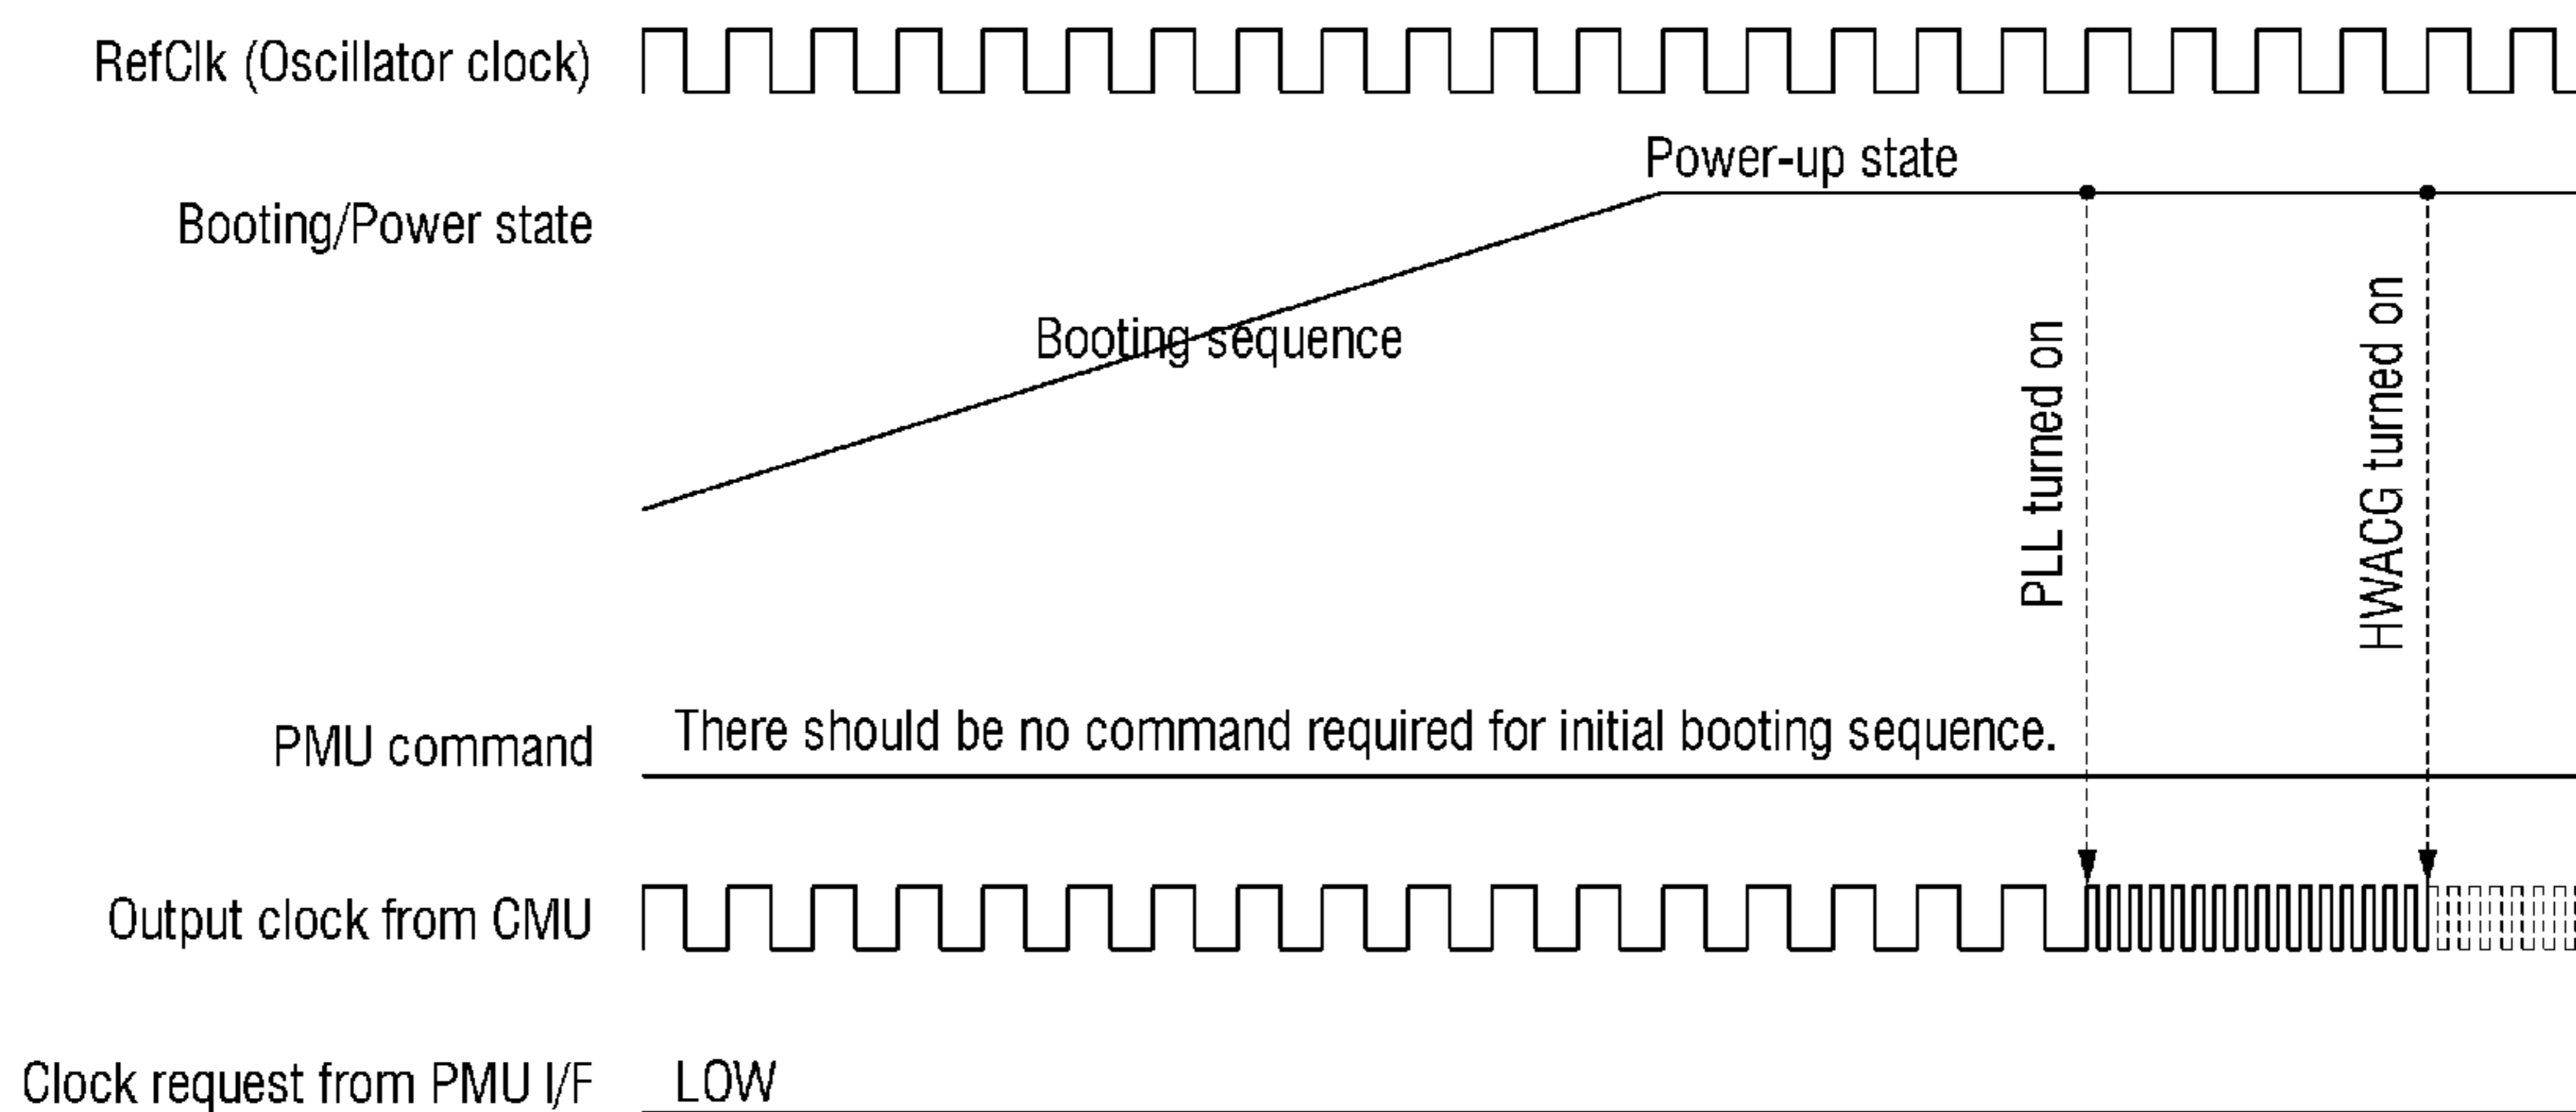 RefClk (Oscillator clock)
Power-up state
Booting/Power state
Booting sequence
PLL turned on
HWACG turned on
PMU command
There should be no command required for initial booting sequence.
Output clock from CMU
Clock request from PMU I/F
LOW